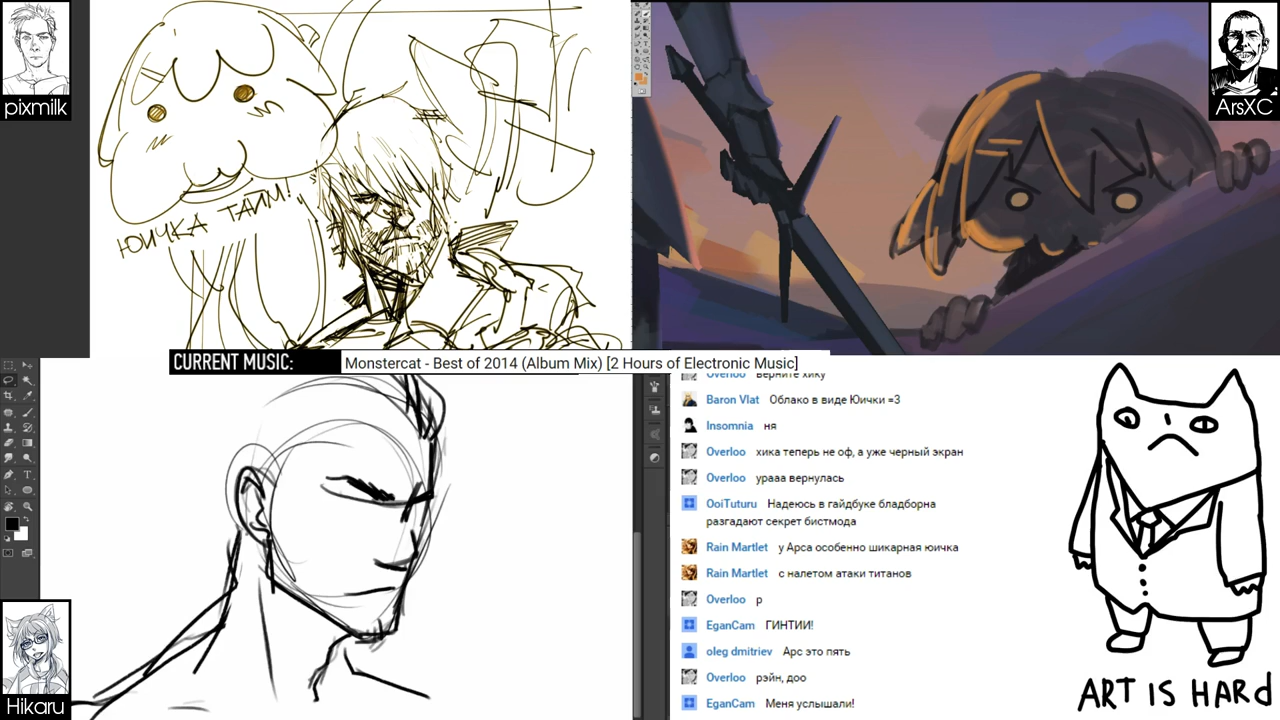 pixmilk
ЮИЧКА ТАЙМ!
ArsXC
CURRENT MUSIC:
Monstercat - Best of 2014 (Album Mix) [2 Hours of Electronic Music]
Overloo верните хику
Baron Vlat Облако в виде Юички =3
Insomnia ня
Overloo хика теперь не оф, а уже черный экран
Overloo урааа вернулась
OoiTuturu Надеюсь в гайдбуке бладборна
разгадают секрет бистмода
Rain Martlet у Арса особенно шикарная юичка
Rain Martlet с налетом атаки титанов
Overloo р
EganCam ГИНТИИ!
oleg dmitriev Арс это пять
Overloo рэйн, доо
EganCam Меня услышали!
Hikaru
ART IS HARd